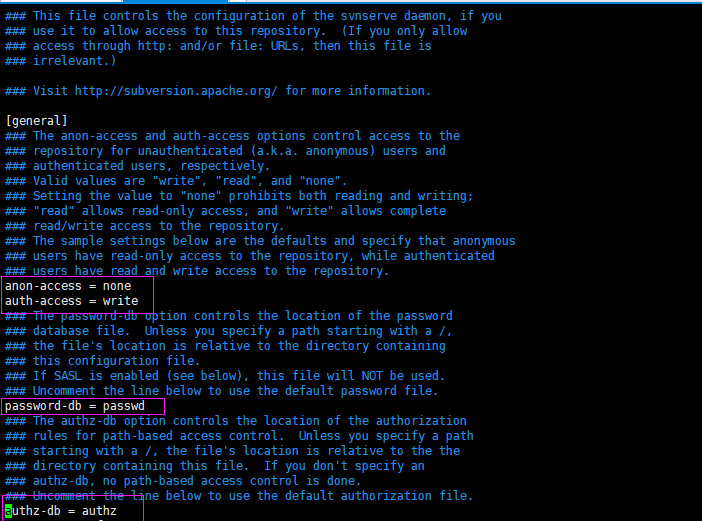 ### This file controls the configuration of the svnserve daemon, if you
### use it to allow access to this repository.  (If you only allow
### access through http: and/or file: URLs, then this file is
### irrelevant.)
### Visit http://subversion.apache.org/ for more information.
[general]
### The anon-access and auth-access options control access to the
### repository for unauthenticated (a.k.a. anonymous) users and
### authenticated users, respectively.
### Valid values are "write", "read", and "none".
### Setting the value to "none" prohibits both reading and writing;
### "read" allows read-only access, and "write" allows complete
### read/write access to the repository.
### The sample settings below are the defaults and specify that anonymous
### users have read-only access to the repository, while authenticated
### users have read and write access to the repository.
anon-access = none
auth-access = write
### The password-db option controls the location of the password
### database file.  Unless you specify a path starting with a /,
### the file's location is relative to the directory containing
### this configuration file.
### If SASL is enabled (see below), this file will NOT be used.
### Uncomment the line below to use the default password file.
password-db = passwd
### The authz-db option controls the location of the authorization
### rules for path-based access control.  Unless you specify a path
### starting with a /, the file's location is relative to the the
### directory containing this file.  If you don't specify an
### authz-db, no path-based access control is done.
### Uncomment the line below to use the default authorization file.
authz-db = authz